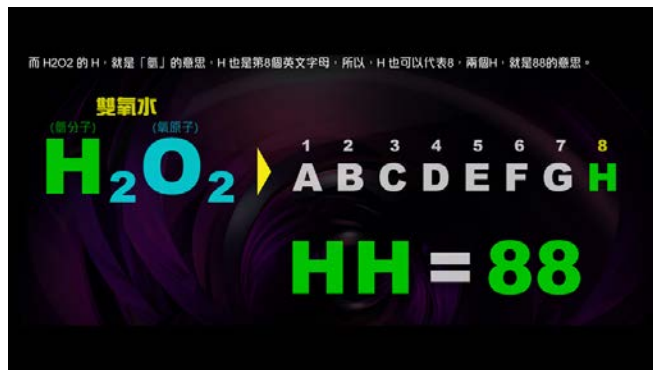 而 H2O2 的 H，就是「氫」的意思，H 也是第8個英文字母，所以，H 也可以代表8，兩個H，就是88的意思。
雙氧水
(氫分子) (氧原子)
H2O2 1 2 3 4 5 6 7 8
A B C D E F G H
HH = 88